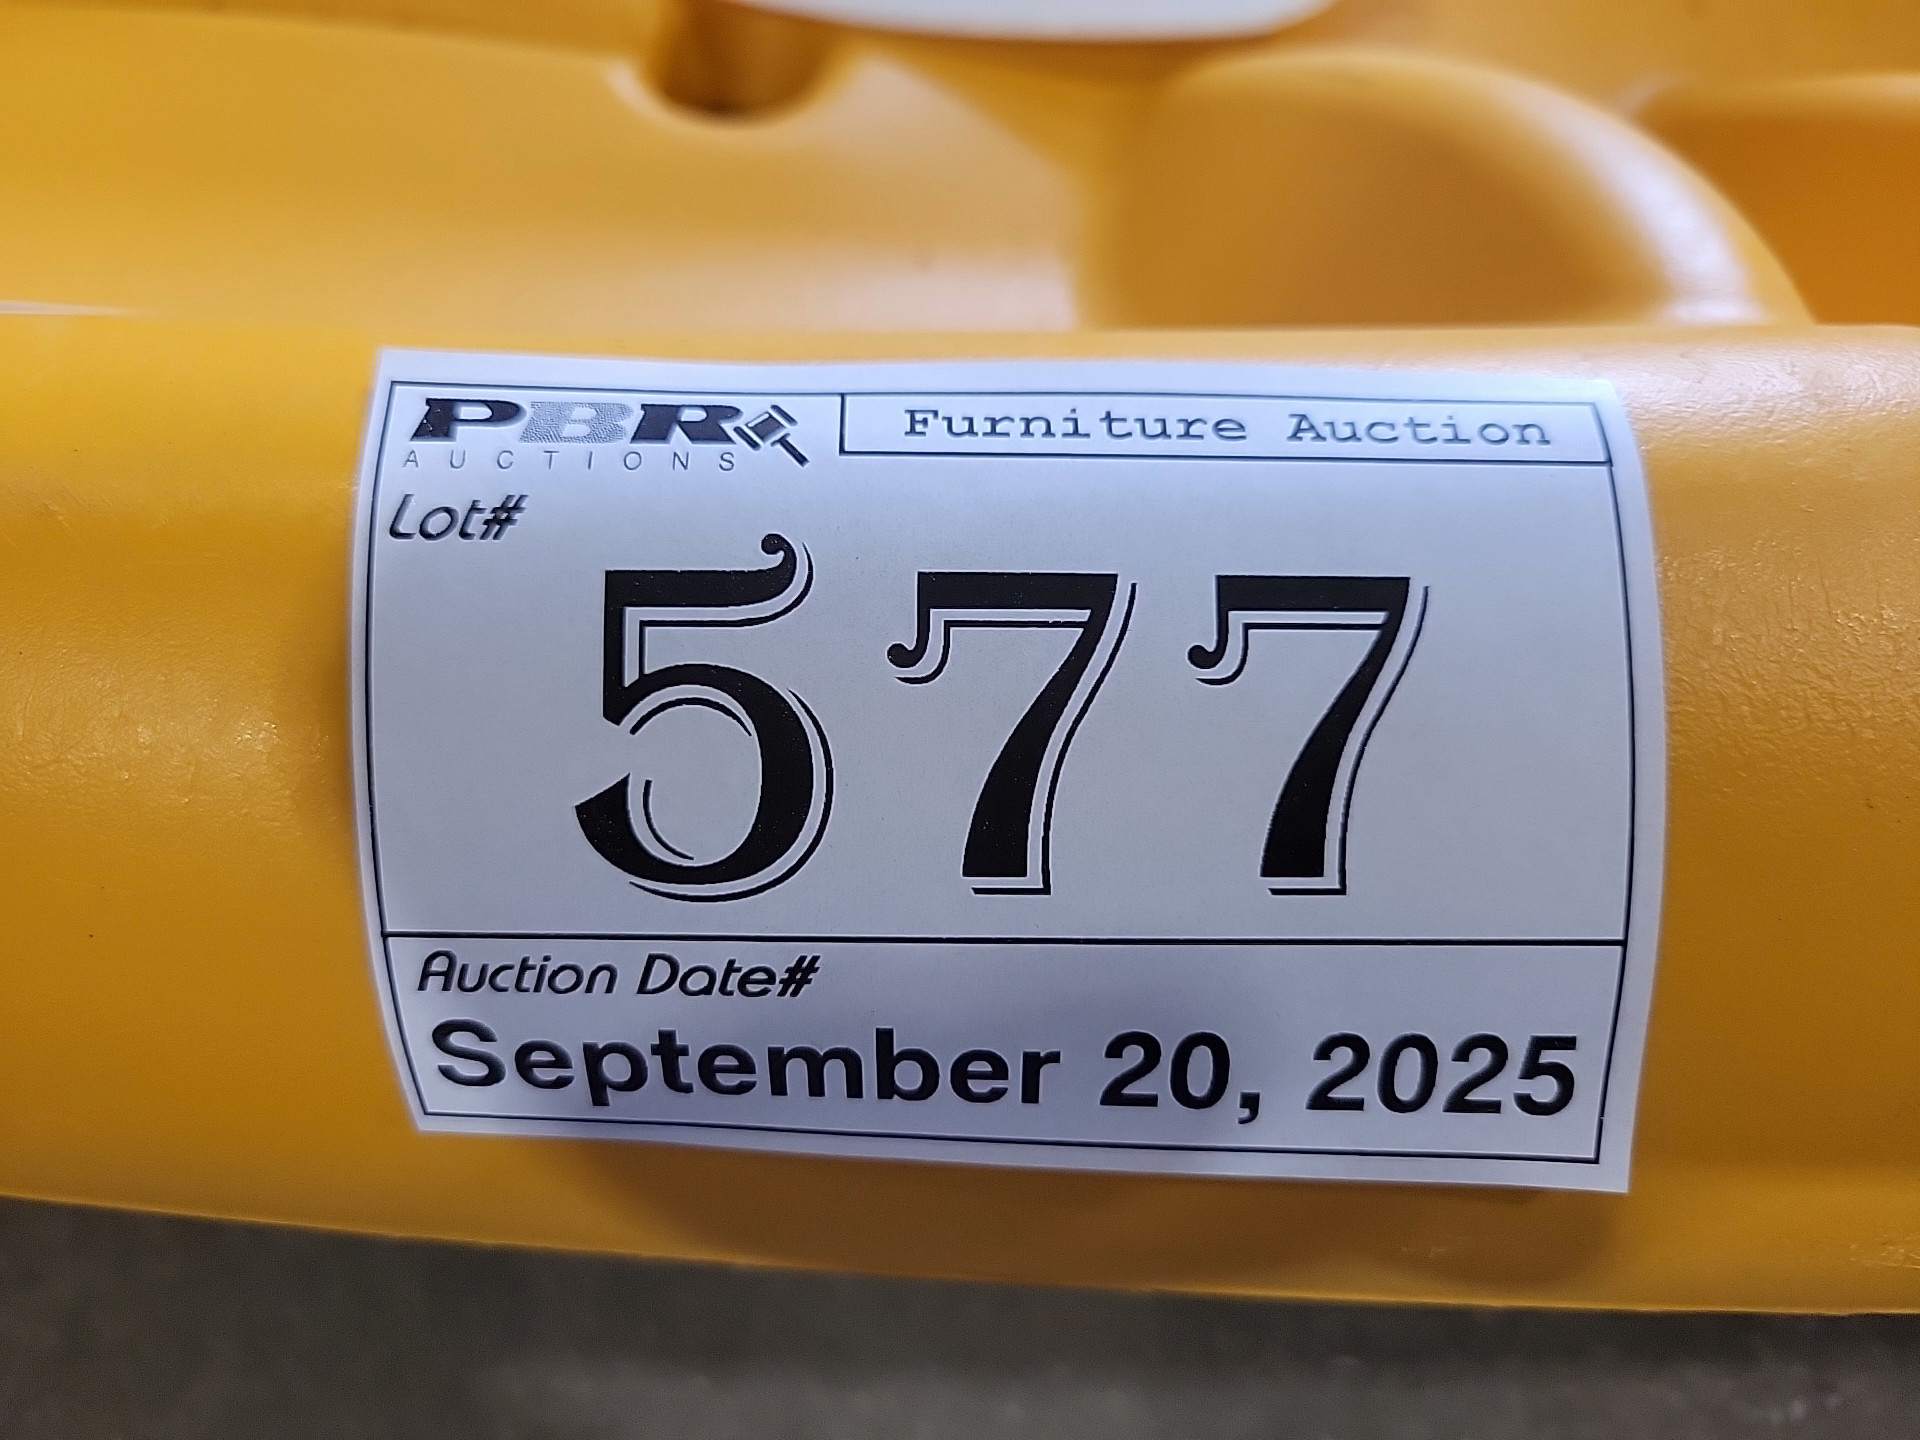 PBR
AUCTIONS
Furniture Auction
Lot#
577
Auction Date#
September 20, 2025